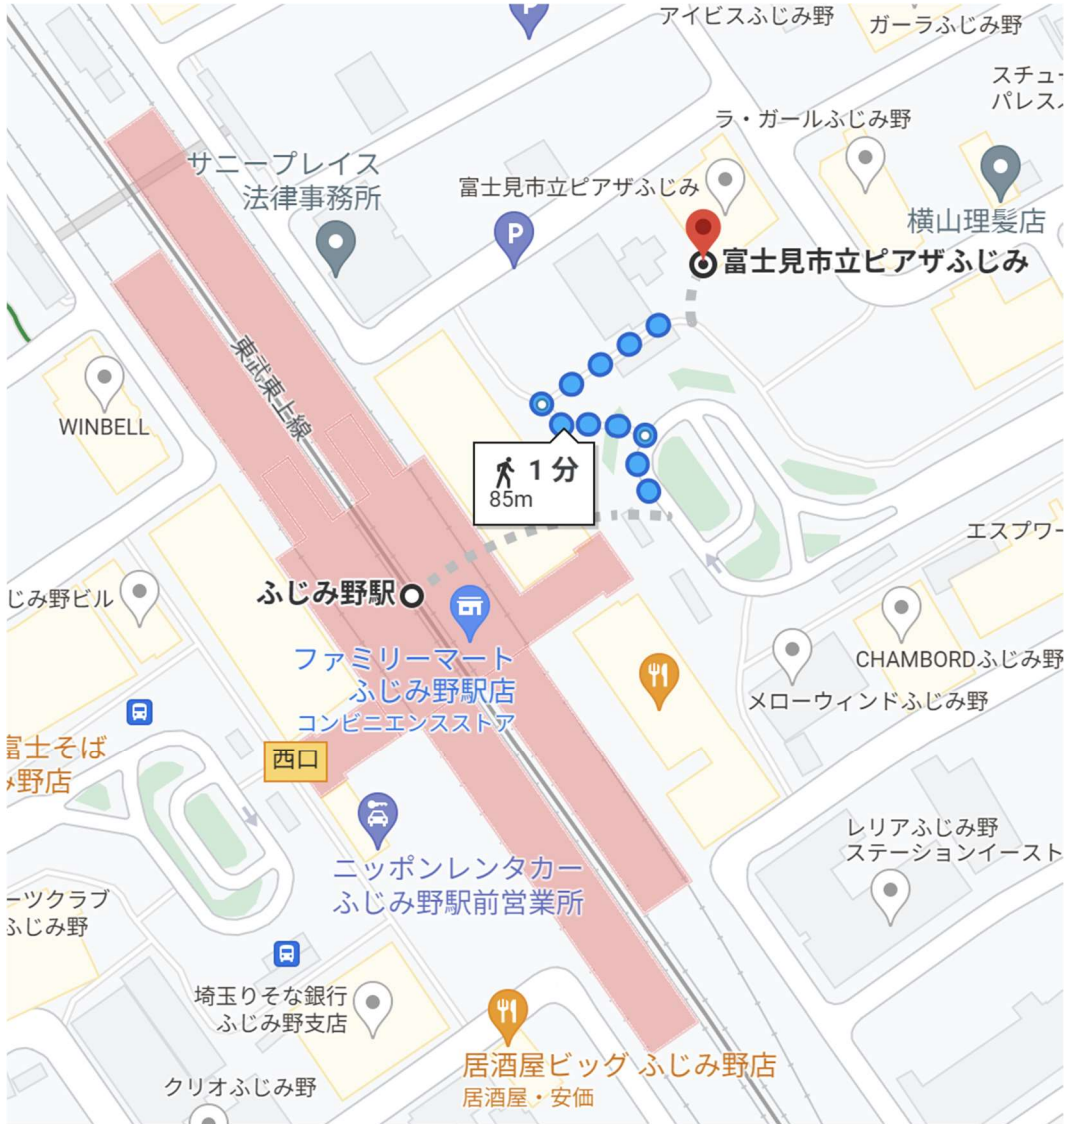 P
アイビスふじみ野
ガーラふじみ野
スチュー
パレス
ラ・ガールふじみ野
サニープレイス
法律事務所
富士見市立ピアザふじみ
横山理髪店
P
富士見市立ピアザふじみ
東武東上線
WINBELL
1 分
85m
エスプワー
ふじみ野駅
じみ野ビル
ファミリーマート
ふじみ野駅店
コンビニエンスストア
CHAMBORDふじみ野
メローウィンドふじみ野
富士そば
み野店
西口
レリアふじみ野
ステーションイースト
ニッポンレンタカー
ふじみ野駅前営業所
ーツクラブ
ふじみ野
埼玉りそな銀行
ふじみ野支店
居酒屋ビッグ ふじみ野店
居酒屋・安価
クリオふじみ野